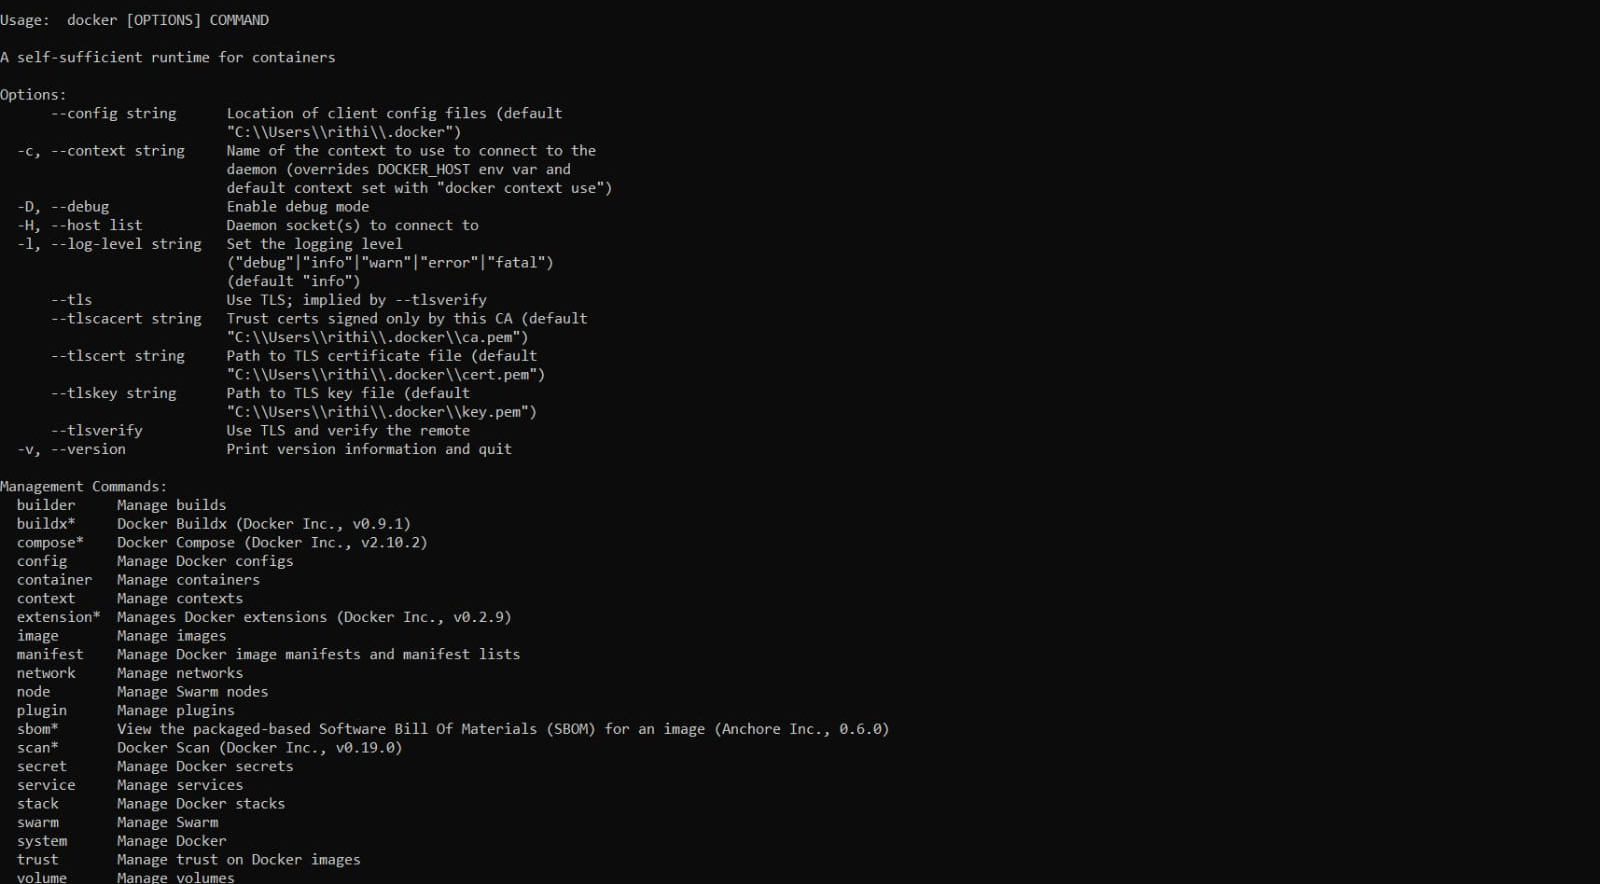 Usage:  docker [OPTIONS] COMMAND
A self-sufficient runtime for containers
Options:
      --config string      Location of client config files (default
                           "C:\\Users\\rithi\\.docker")
  -c, --context string     Name of the context to use to connect to the
                           daemon (overrides DOCKER_HOST env var and
                           default context set with "docker context use")
  -D, --debug              Enable debug mode
  -H, --host list          Daemon socket(s) to connect to
  -l, --log-level string   Set the logging level
                           ("debug"|"info"|"warn"|"error"|"fatal")
                           (default "info")
      --tls                Use TLS; implied by --tlsverify
      --tlscacert string   Trust certs signed only by this CA (default
                           "C:\\Users\\rithi\\.docker\\ca.pem")
      --tlscert string     Path to TLS certificate file (default
                           "C:\\Users\\rithi\\.docker\\cert.pem")
      --tlskey string      Path to TLS key file (default
                           "C:\\Users\\rithi\\.docker\\key.pem")
      --tlsverify          Use TLS and verify the remote
  -v, --version            Print version information and quit
Management Commands:
  builder     Manage builds
  buildx*     Docker Buildx (Docker Inc., v0.9.1)
  compose*    Docker Compose (Docker Inc., v2.10.2)
  config      Manage Docker configs
  container   Manage containers
  context     Manage contexts
  extension*  Manages Docker extensions (Docker Inc., v0.2.9)
  image       Manage images
  manifest    Manage Docker image manifests and manifest lists
  network     Manage networks
  node        Manage Swarm nodes
  plugin      Manage plugins
  sbom*       View the packaged-based Software Bill Of Materials (SBOM) for an image (Anchore Inc., 0.6.0)
  scan*       Docker Scan (Docker Inc., v0.19.0)
  secret      Manage Docker secrets
  service     Manage services
  stack       Manage Docker stacks
  swarm       Manage Swarm
  system      Manage Docker
  trust       Manage trust on Docker images
  volume      Manage volumes